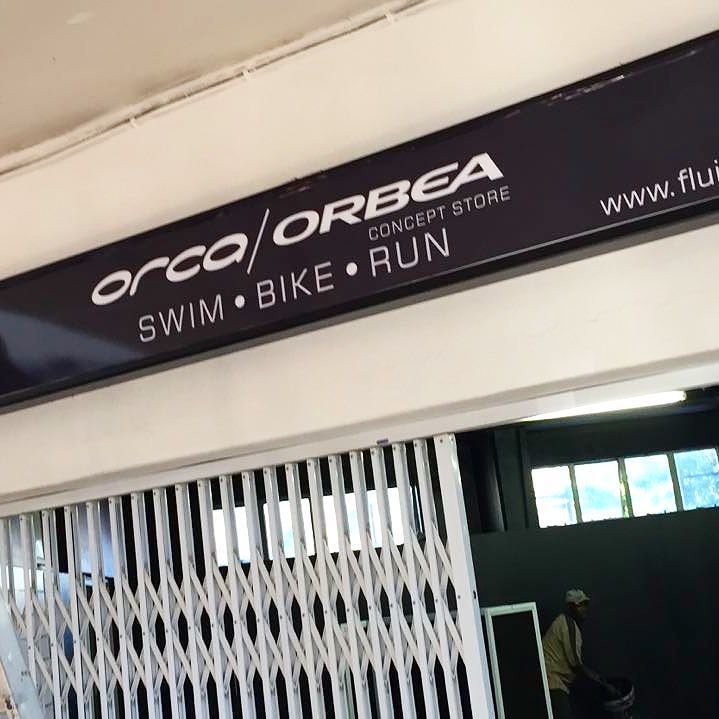 orca/ORBEA
CONCEPT STORE
SWIM • BIKE • RUN
www.flui